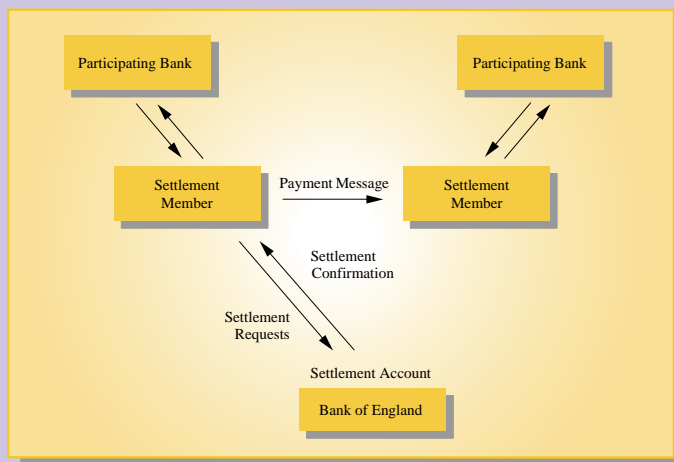 Participating Bank
Participating Bank
Settlement
Member
Payment Message
Settlement
Member
Settlement
Confirmation
Settlement
Requests
Settlement Account
Bank of England